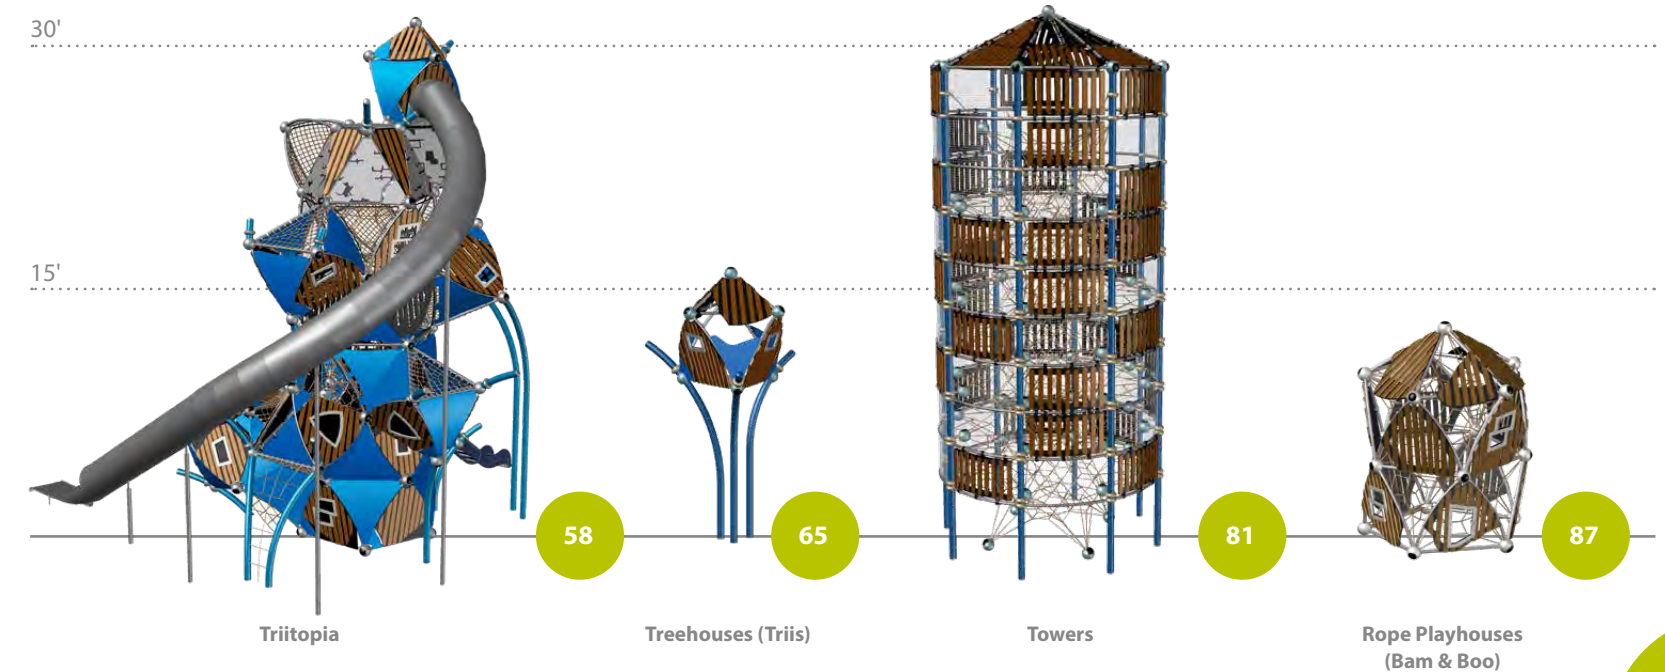 30'
15'
58
65
81
87
Triitopia
Treehouses (Triis)
Towers
Rope Playhouses
(Bam & Boo)